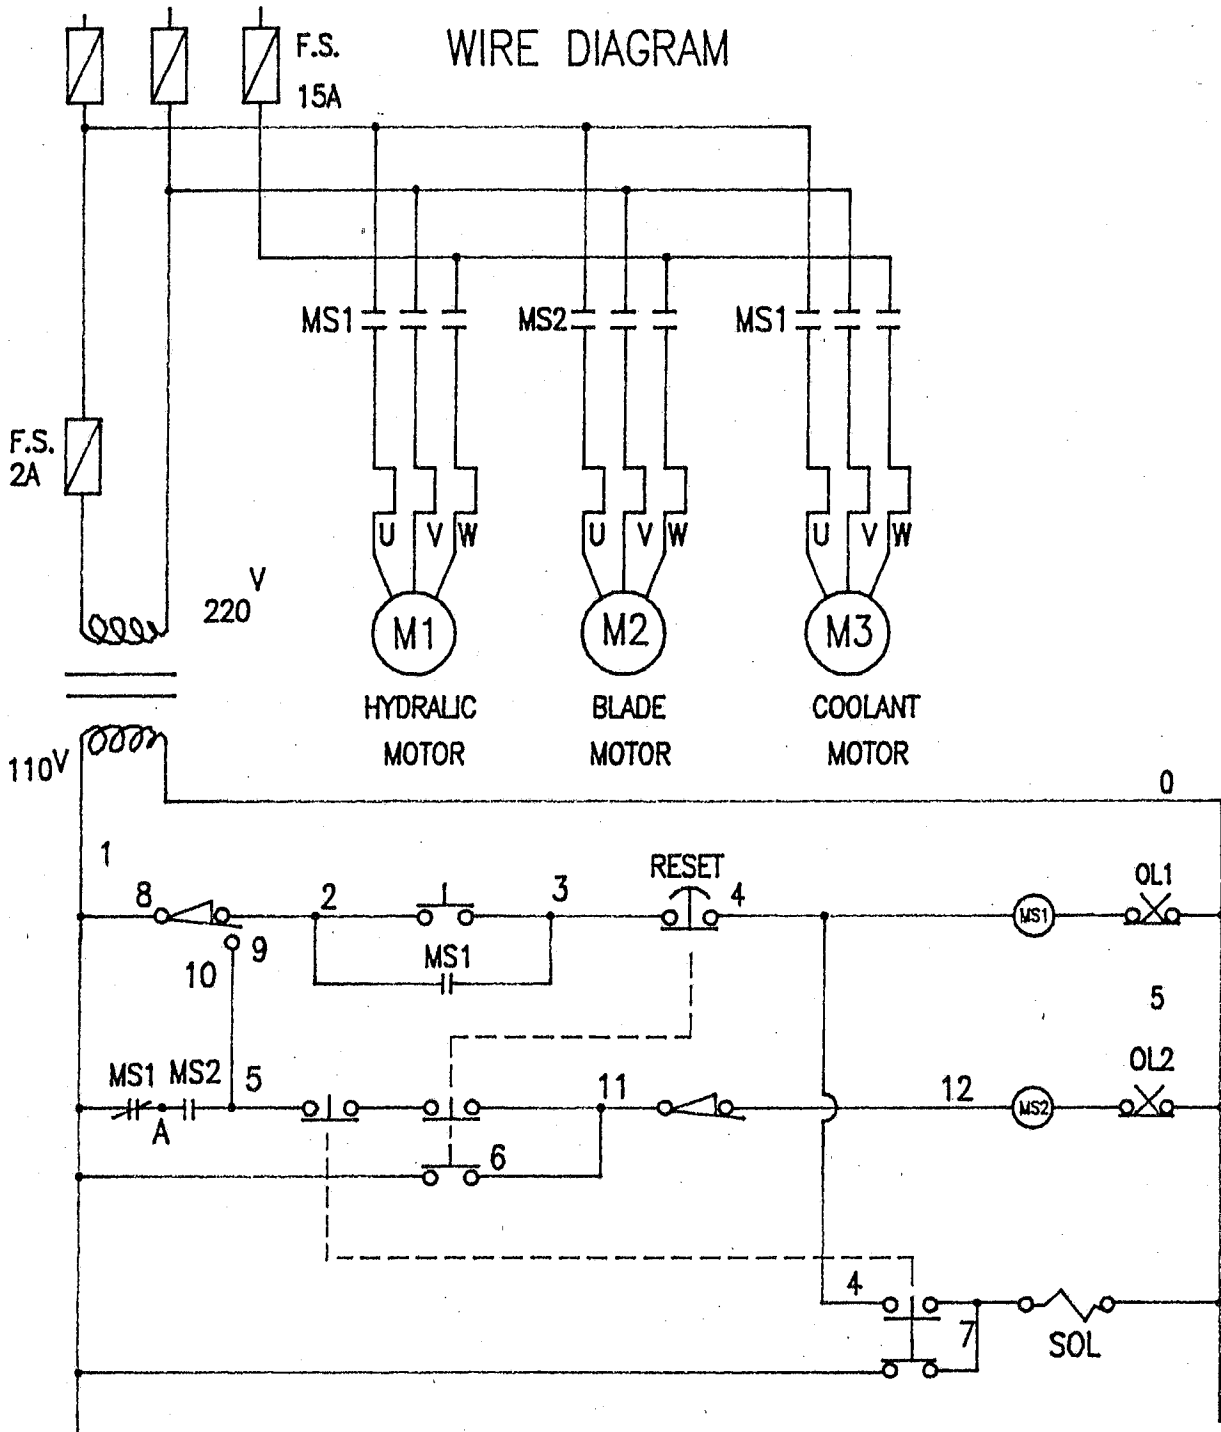 F.S.
15A
WIRE DIAGRAM
MS1
MS2
MS1
F.S.
2A
U V W
U V W
U V W
220V
M1
M2
M3
HYDRALIC
MOTOR
BLADE
MOTOR
COOLANT
MOTOR
110V
0
1
8
2
3
RESET
4
MS1
OL1
9
10
MS1
5
MS1
MS2
5
A
11
12
MS2
OL2
6
4
7
SOL